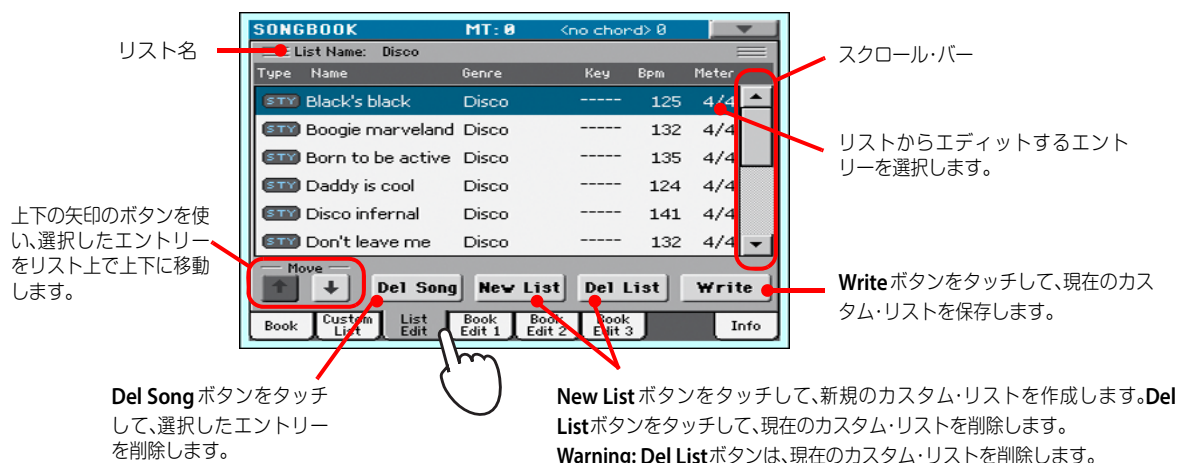 SONGBOOK MT: 0 <no chord> 0
リスト名
List Name: Disco
スクロール・バー
Type Name Genre Key Bpm Meter
STY Black's black Disco ----- 125 4/4
STY Boogie marveland Disco ----- 132 4/4
STY Born to be active Disco ----- 135 4/4
STY Daddy is cool Disco ----- 124 4/4
STY Disco infernal Disco ----- 141 4/4
STY Don't leave me Disco ----- 132 4/4
リストからエディットするエント
リーを選択します。
上下の矢印のボタンを使
い、選択したエントリー
をリスト上で上下に移動
します。
Move
Del Song New List Del List Write
Writeボタンをタッチして、現在のカス
タム・リストを保存します。
Book Custom List List Edit Book Edit 1 Book Edit 2 Book Edit 3 Info
Del Song ボタンをタッチ
して、選択したエントリー
を削除します。
New List ボタンをタッチして、新規のカスタム・リストを作成します。Del
Listボタンをタッチして、現在のカスタム・リストを削除します。
Warning: Del Listボタンは、現在のカスタム・リストを削除します。